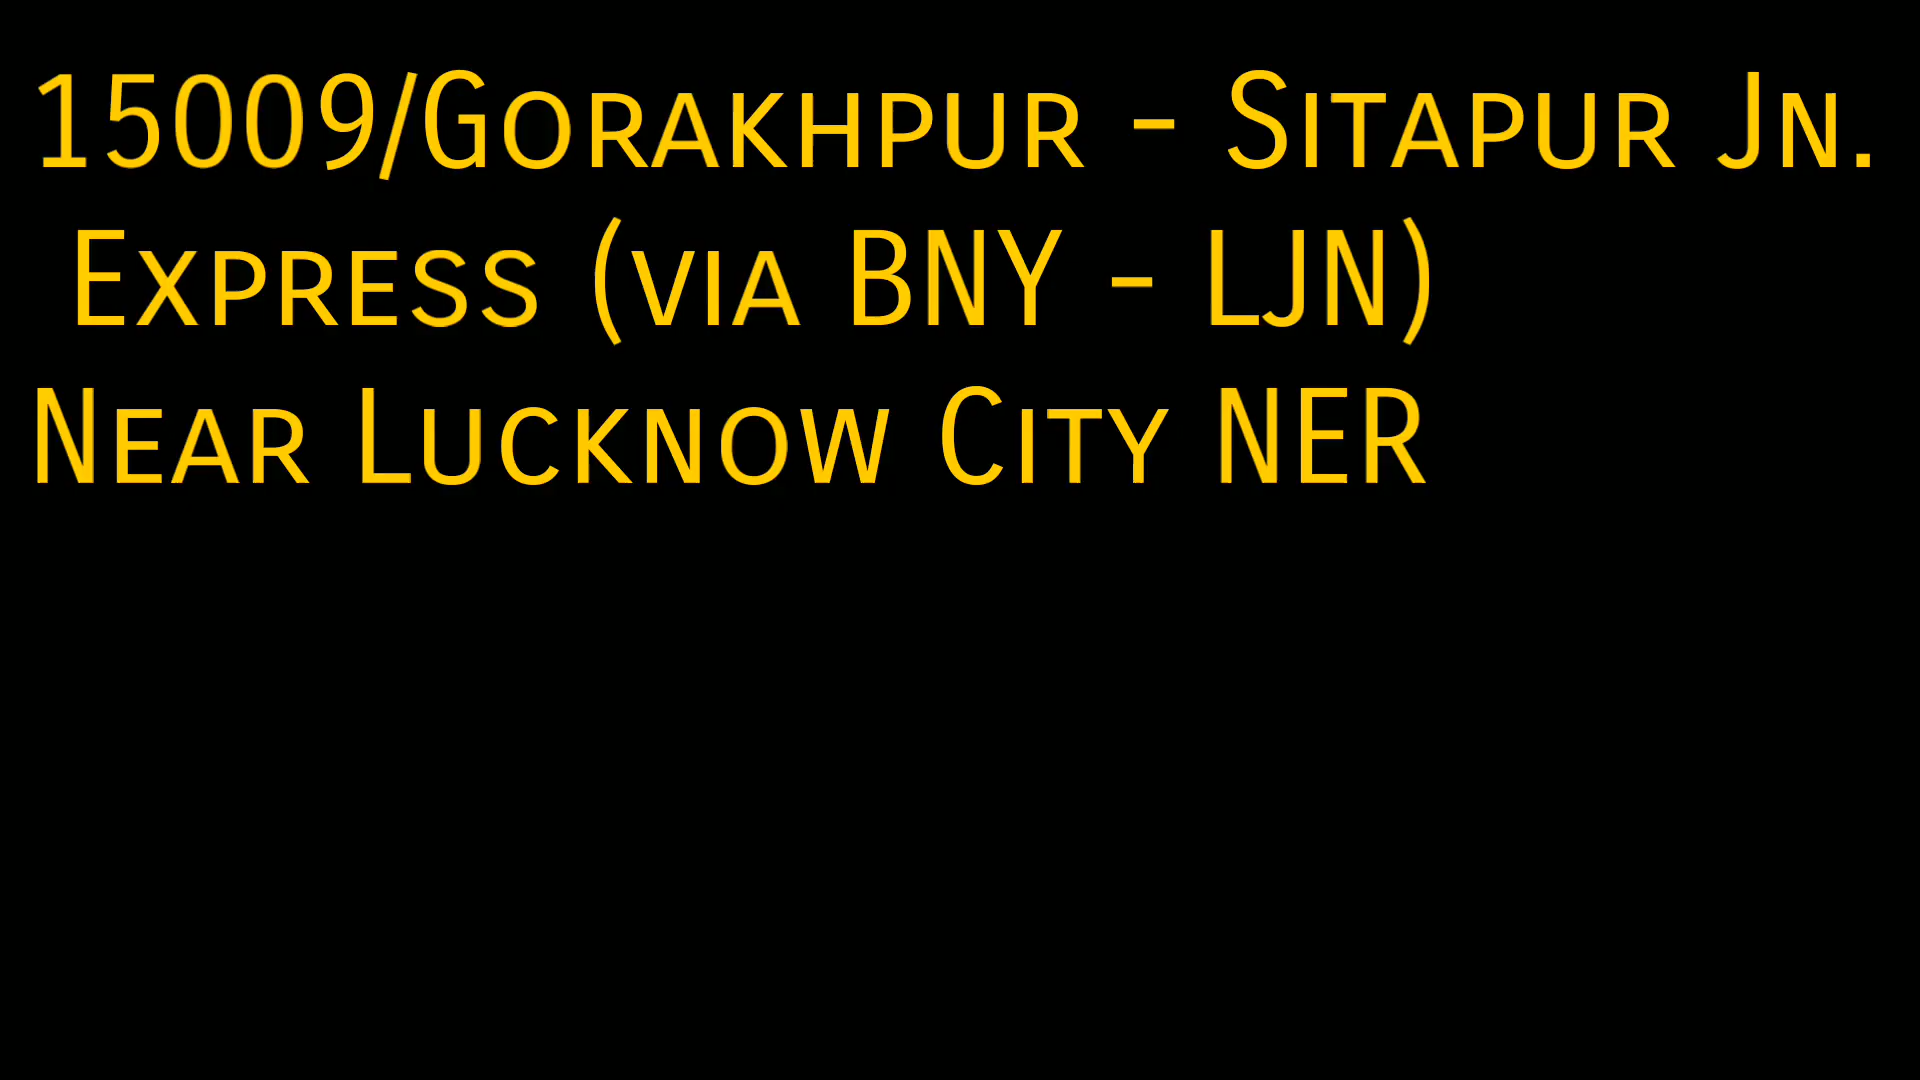 15009/Gorakhpur - Sitapur Jn.
Express (via BNY - LJN)
Near Lucknow City NER